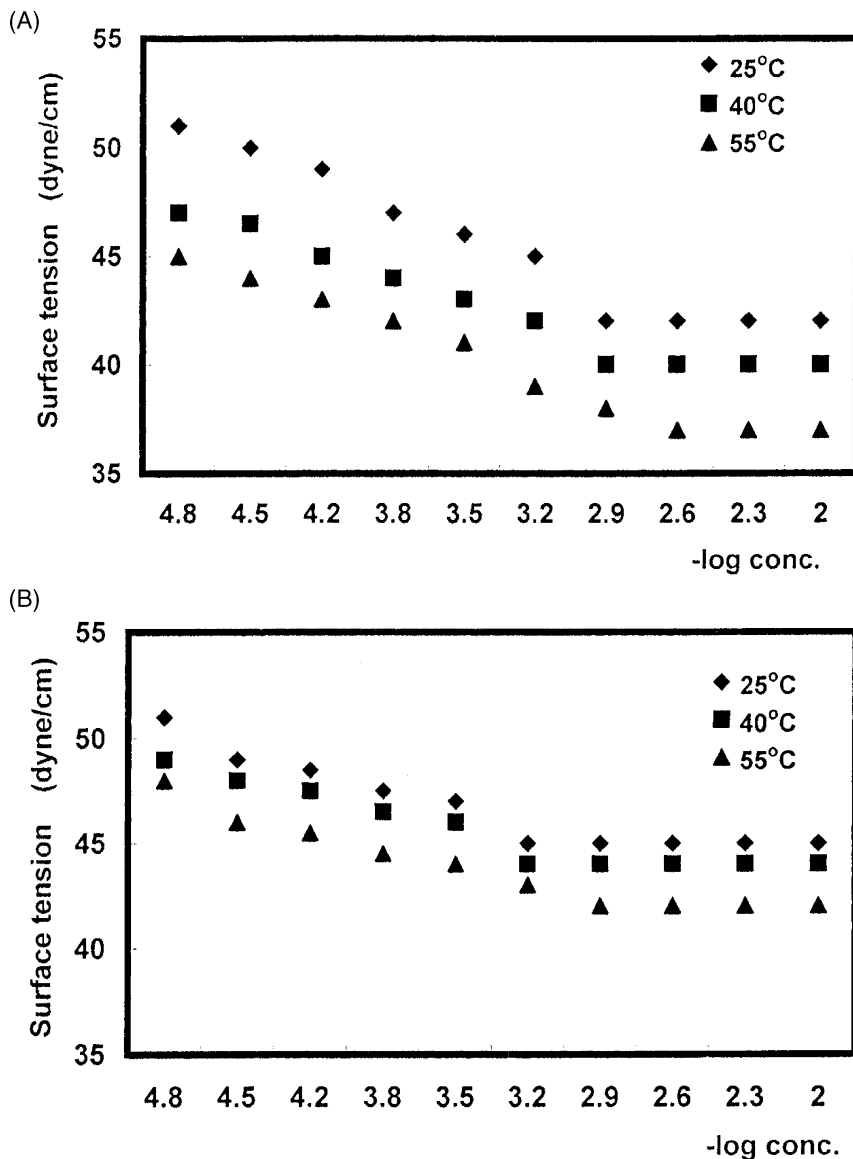 (A)
55
50
45
40
35
Surface tension (dyne/cm)
25°C
40°C
55°C
4.8 4.5 4.2 3.8 3.5 3.2 2.9 2.6 2.3 2
-log conc.
(B)
55
50
45
40
35
Surface tension (dyne/cm)
25°C
40°C
55°C
4.8 4.5 4.2 3.8 3.5 3.2 2.9 2.6 2.3 2
-log conc.